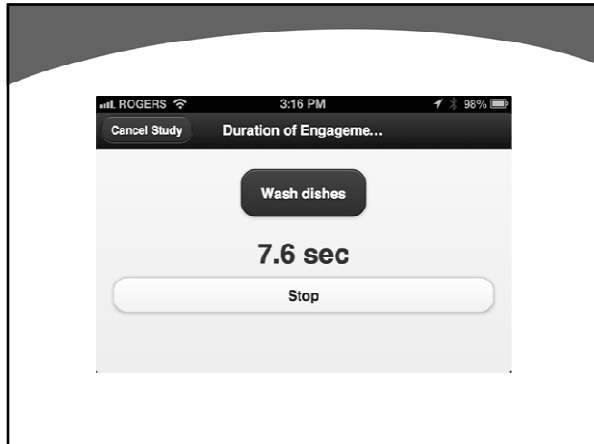 ROGERS 3:16 PM 98%
Cancel Study Duration of Engageme...
Wash dishes
7.6 sec
Stop